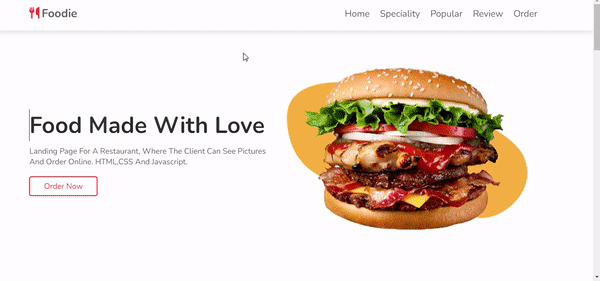 Foodie
Home Speciality Popular Review Order
Food Made With Love
Landing Page For A Restaurant, Where The Client Can See Pictures
And Order Online. HTML,CSS And Javascript.
Order Now